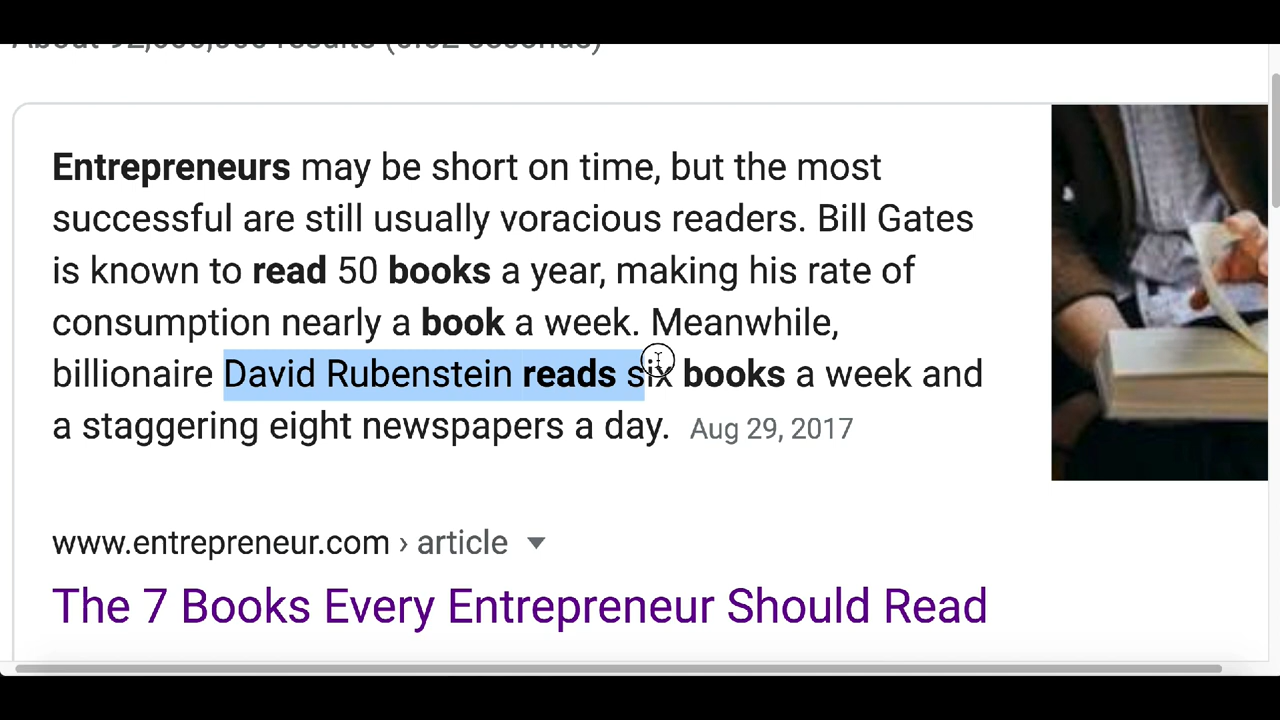 Entrepreneurs may be short on time, but the most
successful are still usually voracious readers. Bill Gates
is known to read 50 books a year, making his rate of
consumption nearly a book a week. Meanwhile,
billionaire David Rubenstein reads six books a week and
a staggering eight newspapers a day. Aug 29, 2017
www.entrepreneur.com › article
The 7 Books Every Entrepreneur Should Read